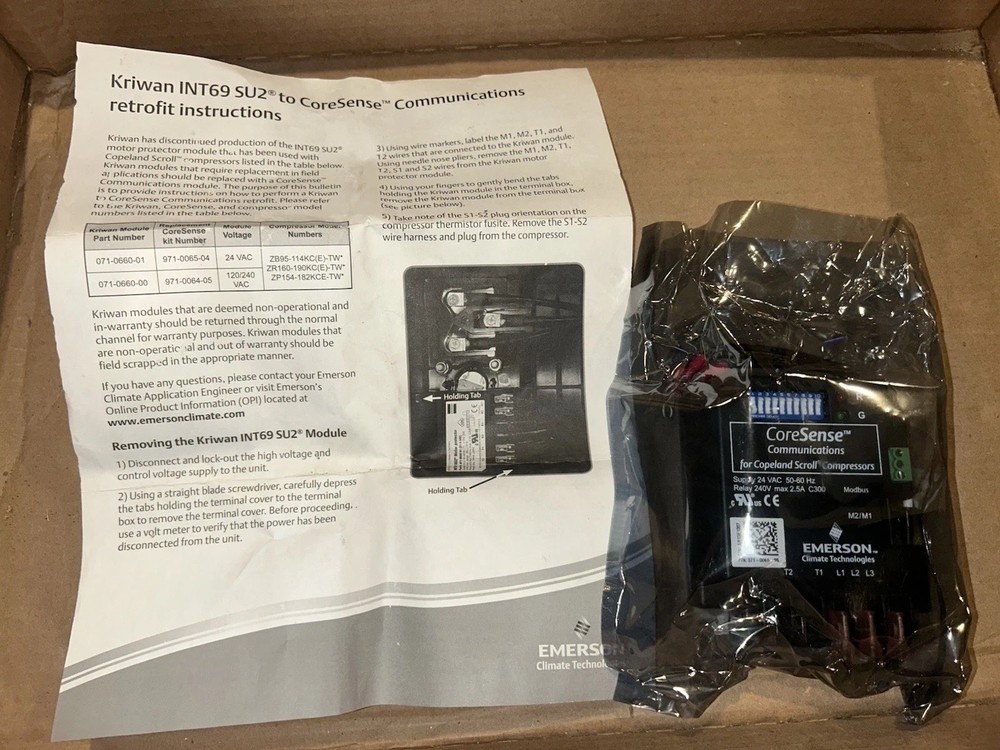 Kriwan INT69 SU2® to CoreSense™ Communications
retrofit instructions
Kriwan has discontinued production of the INT69 SU2®
motor protector module that has been used with
Copeland Scroll™ compressors listed in the table below.
Kriwan modules that require replacement in field
applications should be replaced with a CoreSense™
Communications module. The purpose of this bulletin
is to provide instructions on how to perform a Kriwan
to CoreSense Communications retrofit. Please refer
to the Kriwan, CoreSense, and compressor model
numbers listed in the table below.
Kriwan Module
Part Number
Replacement
CoreSense
kit Number
Module
Voltage
Compressor Model
Numbers
071-0660-01
971-0065-04
24 VAC
ZB95-114KC(E)-TW*
ZR160-190KC(E)-TW*
ZP154-182KCE-TW*
071-0660-00
971-0064-05
120/240
VAC
Kriwan modules that are deemed non-operational and
in-warranty should be returned through the normal
channel for warranty purposes. Kriwan modules that
are non-operational and out of warranty should be
field scrapped in the appropriate manner.
If you have any questions, please contact your Emerson
Climate Application Engineer or visit Emerson's
Online Product Information (OPI) located at
www.emersonclimate.com
Removing the Kriwan INT69 SU2® Module
1) Disconnect and lock-out the high voltage and
control voltage supply to the unit.
2) Using a straight blade screwdriver, carefully depress
the tabs holding the terminal cover to the terminal
box to remove the terminal cover. Before proceeding,
use a volt meter to verify that the power has been
disconnected from the unit.
3) Using wire markers, label the M1, M2, T1, and
T2 wires that are connected to the Kriwan module.
Using needle nose pliers, remove the M1, M2, T1,
T2, S1 and S2 wires from the Kriwan motor
protector module.
4) Using your fingers to gently bend the tabs
holding the Kriwan module in the terminal box,
remove the Kriwan module from the terminal box
(See picture below).
5) Take note of the S1-S2 plug orientation on the
compressor thermistor fusite. Remove the S1-S2
wire harness and plug from the compressor.
Holding Tab
Holding Tab
EMERSON
Climate Technol
R
G
CoreSense™
Communications
for Copeland Scroll™ Compressors
Supply 24 VAC 50-60 Hz
Relay 240V max 2.5A C300
Modbus
c UL us CE
M2/M1
EMERSON™
Climate Technologies
T2 T1 L1 L2 L3